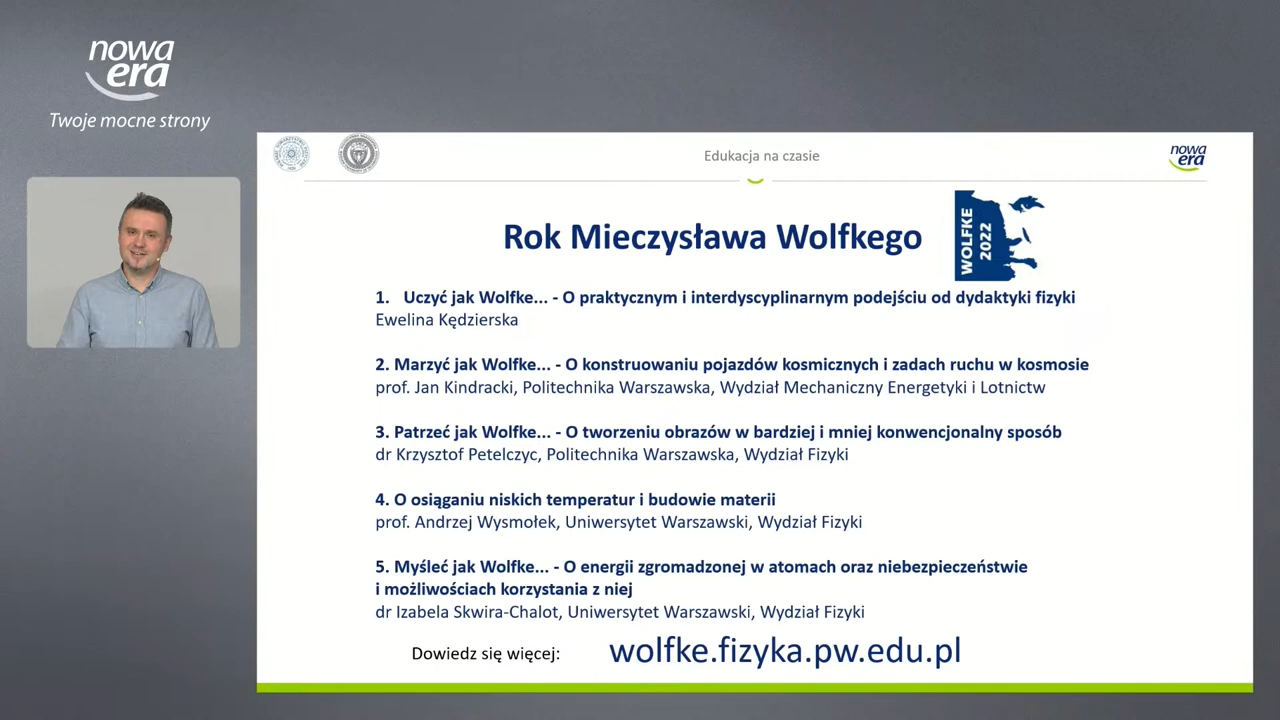 nowa
era
Twoje mocne strony
Edukacja na czasie
nowa
era
Rok Mieczysława Wolfkego
WOLFKE
2022
1. Uczyć jak Wolfke... - O praktycznym i interdyscyplinarnym podejściu od dydaktyki fizyki
Ewelina Kędzierska
2. Marzyć jak Wolfke... - O konstruowaniu pojazdów kosmicznych i zadach ruchu w kosmosie
prof. Jan Kindracki, Politechnika Warszawska, Wydział Mechaniczny Energetyki i Lotnictw
3. Patrzeć jak Wolfke... - O tworzeniu obrazów w bardziej i mniej konwencjonalny sposób
dr Krzysztof Petelczyc, Politechnika Warszawska, Wydział Fizyki
4. O osiąganiu niskich temperatur i budowie materii
prof. Andrzej Wysmołek, Uniwersytet Warszawski, Wydział Fizyki
5. Myśleć jak Wolfke... - O energii zgromadzonej w atomach oraz niebezpieczeństwie
i możliwościach korzystania z niej
dr Izabela Skwira-Chalot, Uniwersytet Warszawski, Wydział Fizyki
Dowiedz się więcej: wolfke.fizyka.pw.edu.pl